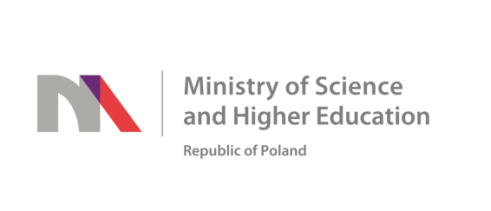 Ministry of Science
and Higher Education
Republic of Poland